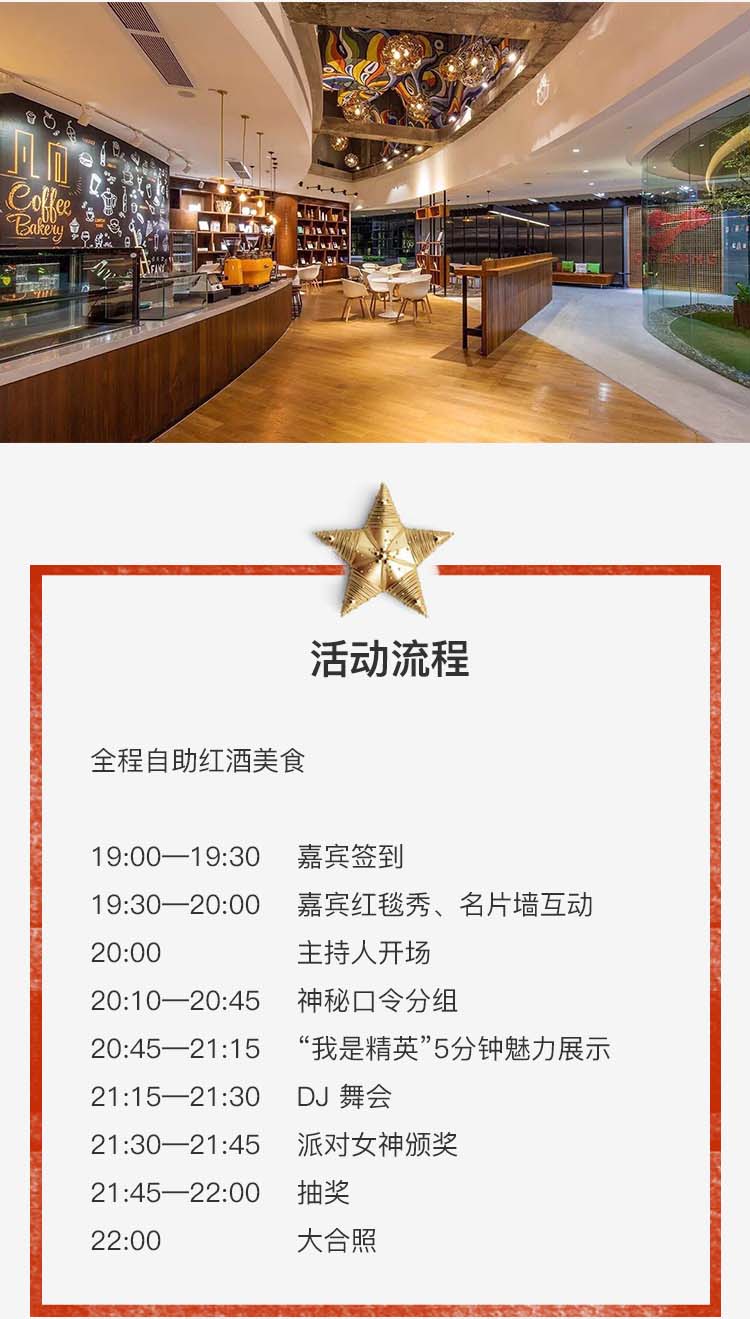 Coffee
Bakery
活动流程
全程自助红酒美食
19:00—19:30 嘉宾签到
19:30—20:00 嘉宾红毯秀、名片墙互动
20:00 主持人开场
20:10—20:45 神秘口令分组
20:45—21:15 “我是精英”5分钟魅力展示
21:15—21:30 DJ 舞会
21:30—21:45 派对女神颁奖
21:45—22:00 抽奖
22:00 大合照